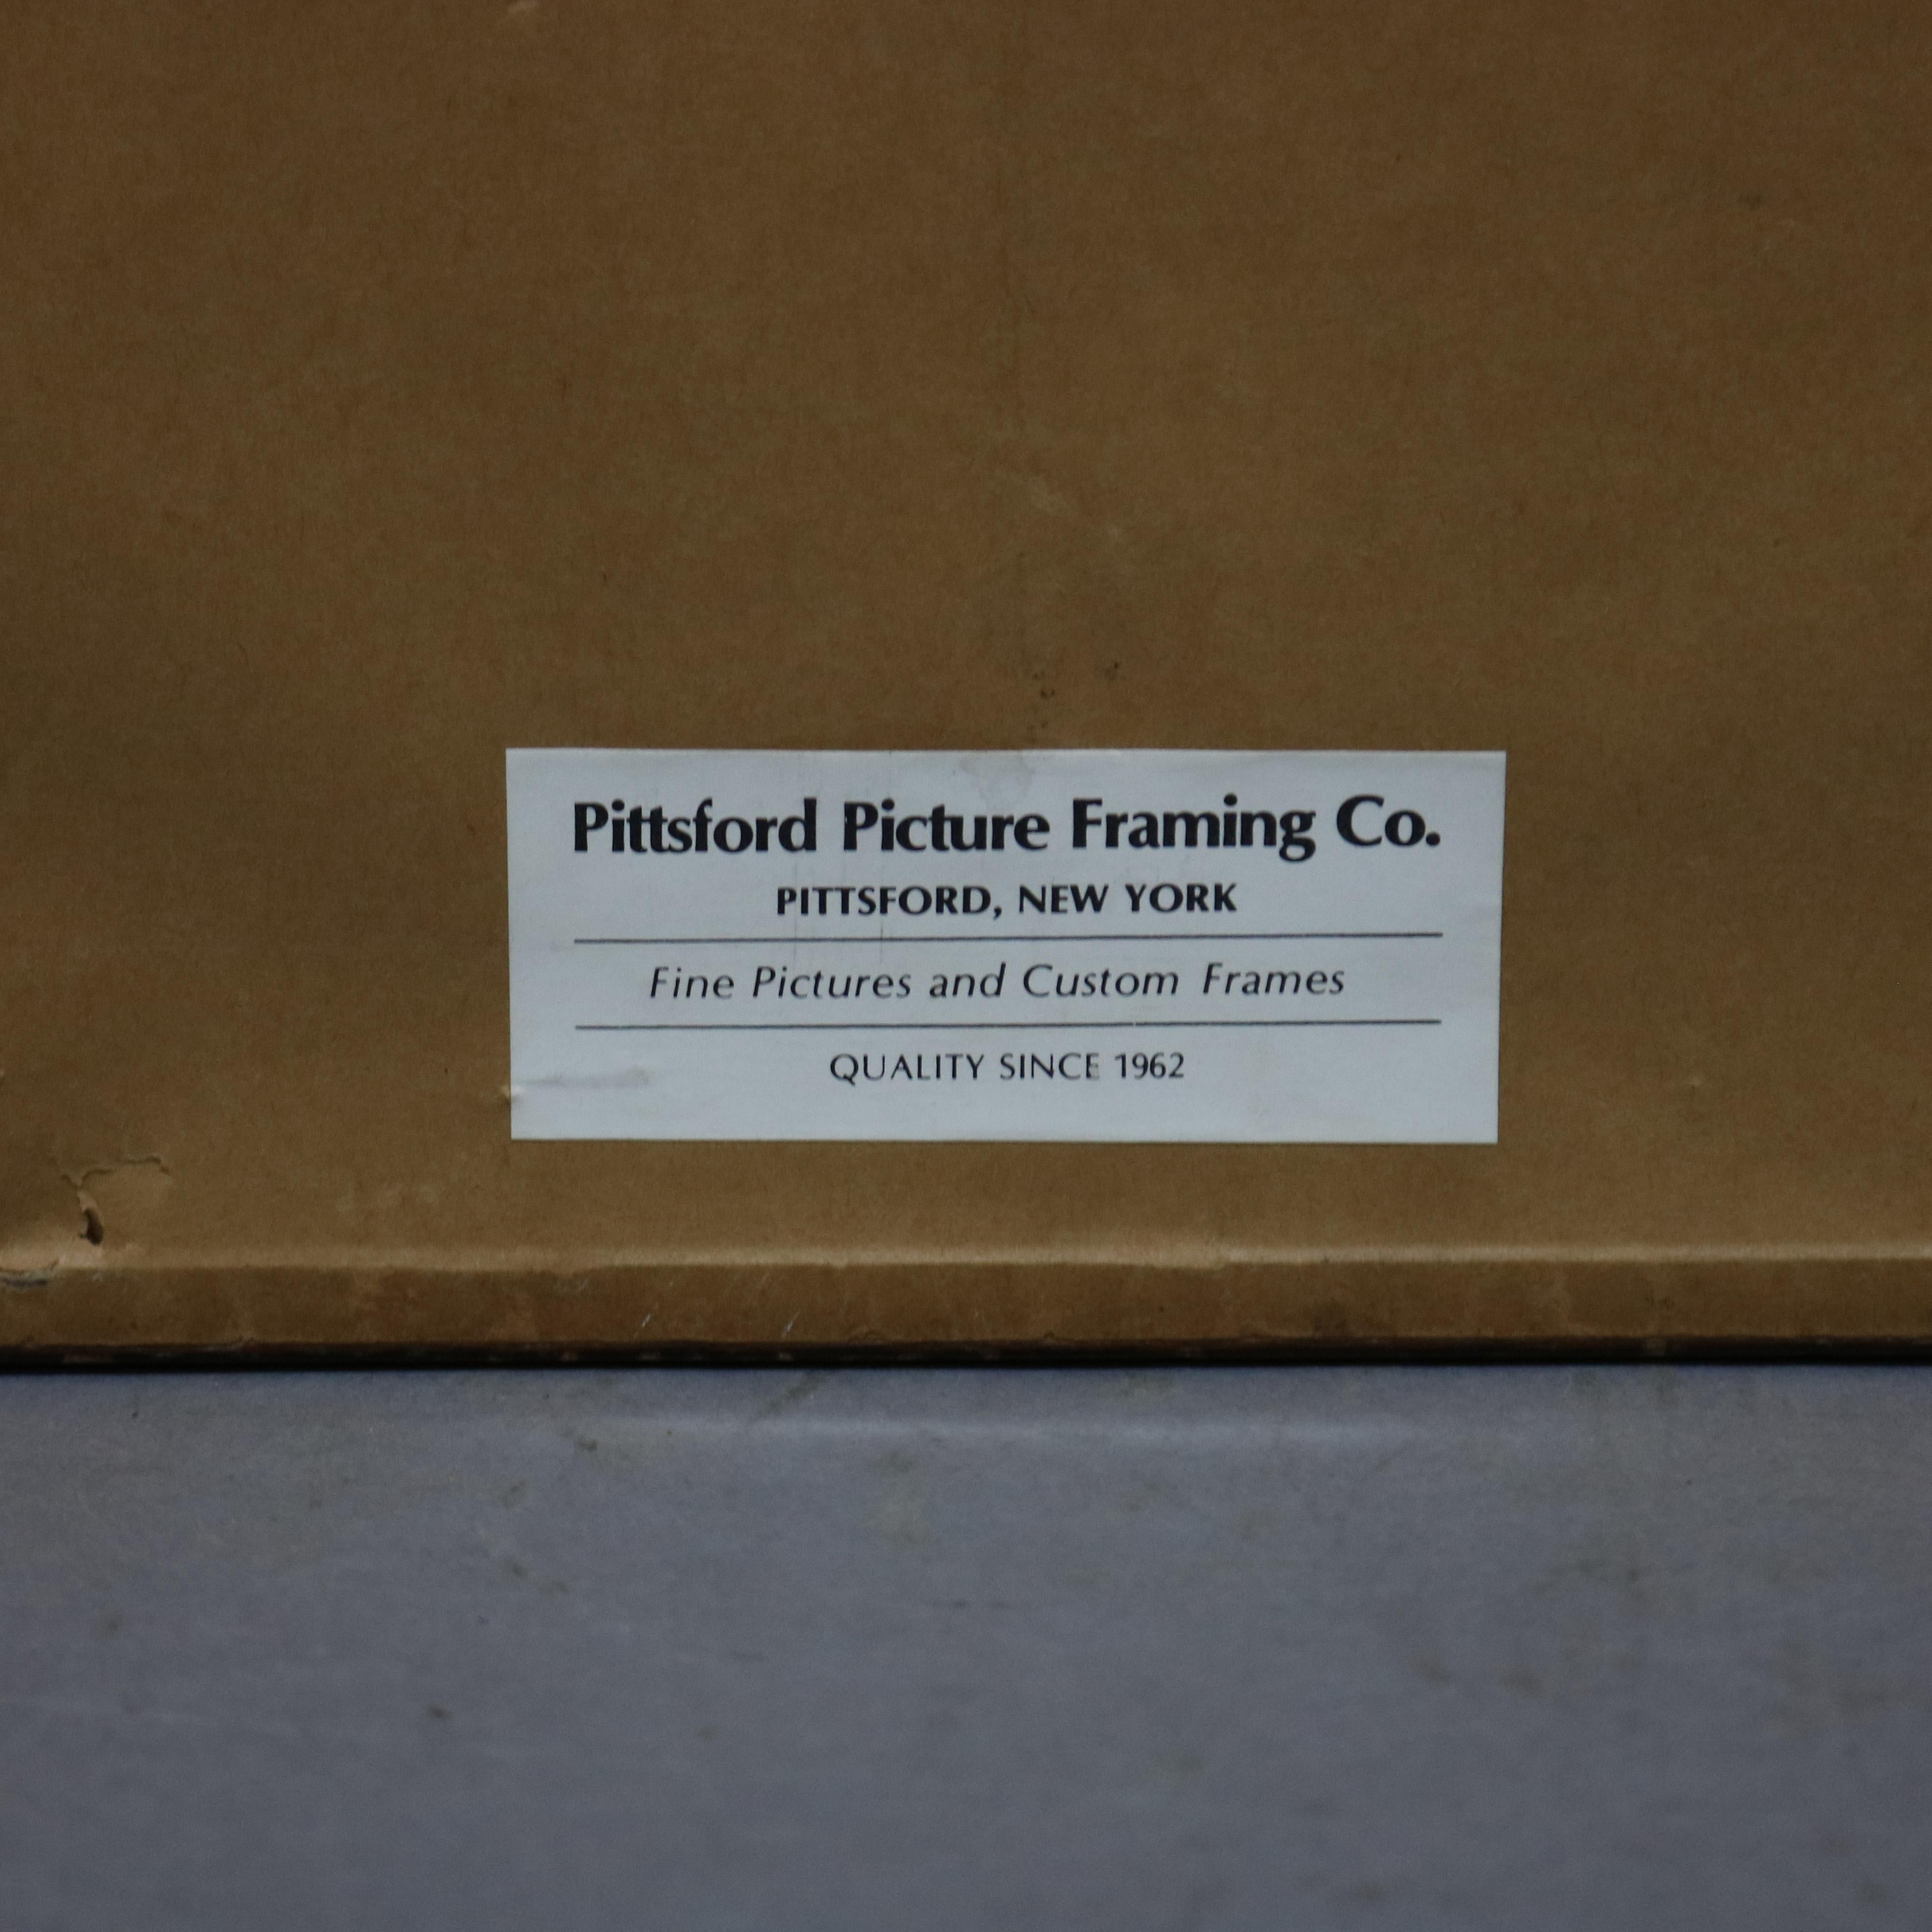 Pittsford Picture Framing Co.
PITTSFORD, NEW YORK
Fine Pictures and Custom Frames
QUALITY SINCE 1962